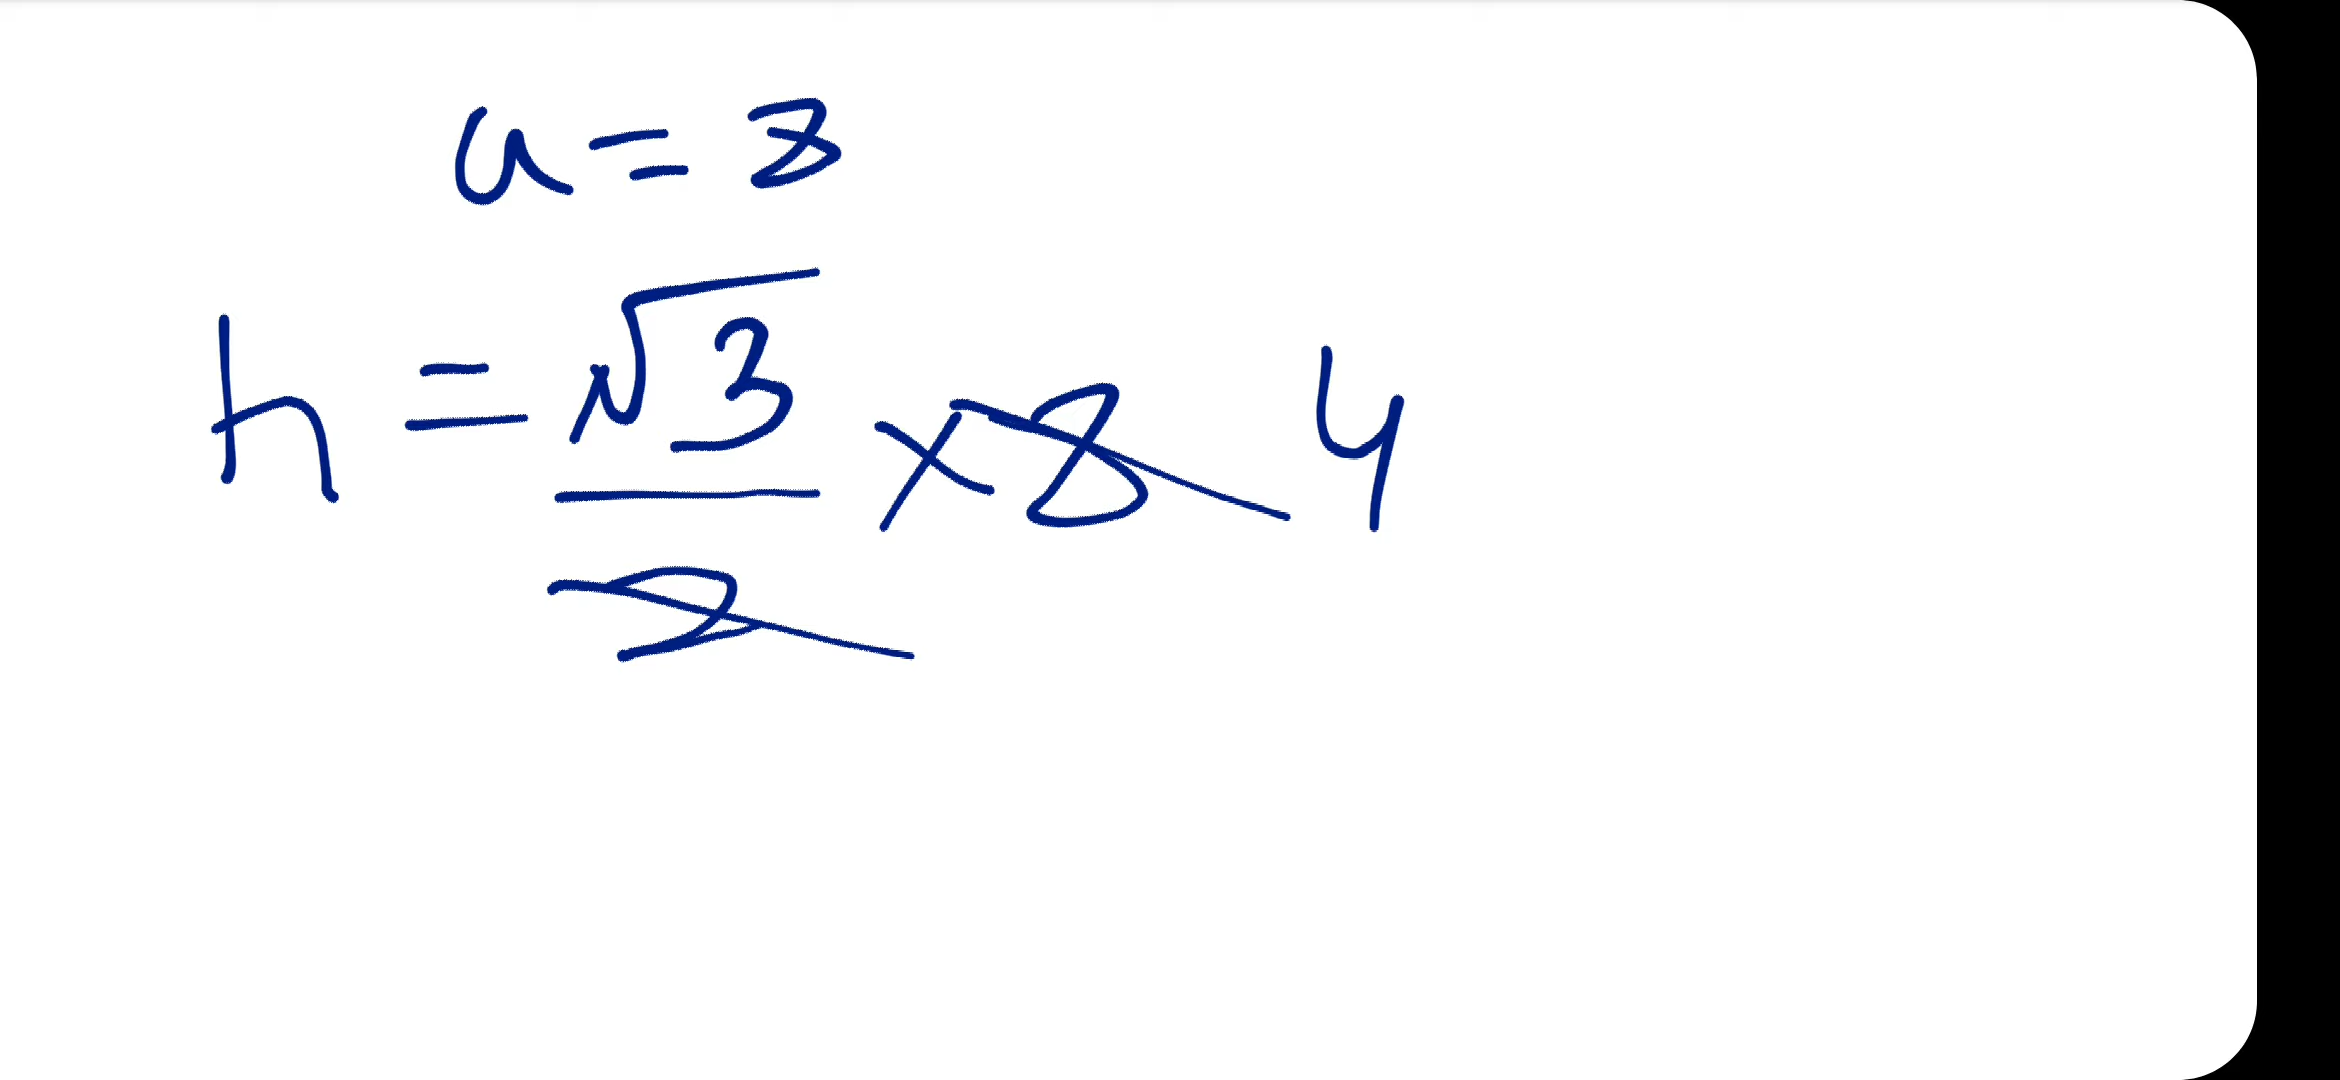 a = 8
h = √3/2 × 8 4